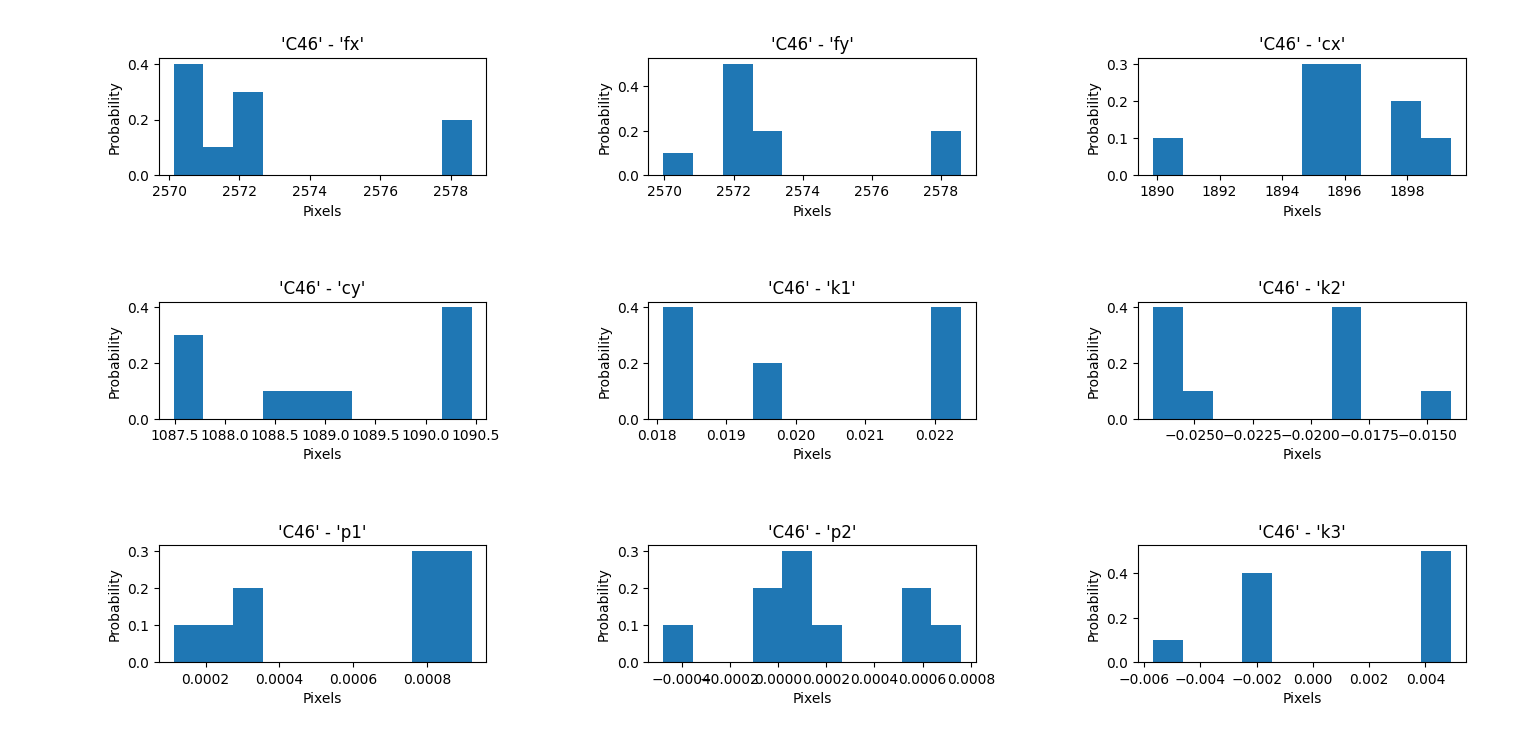 'C46' - 'fx'
Probability
0.4
0.2
0.0
2570 2572 2574 2576 2578
Pixels
'C46' - 'fy'
Probability
0.4
0.2
0.0
2570 2572 2574 2576 2578
Pixels
'C46' - 'cx'
Probability
0.3
0.2
0.1
0.0
1890 1892 1894 1896 1898
Pixels
'C46' - 'cy'
Probability
0.4
0.2
0.0
1087.5 1088.0 1088.5 1089.0 1089.5 1090.0 1090.5
Pixels
'C46' - 'k1'
Probability
0.4
0.2
0.0
0.018 0.019 0.020 0.021 0.022
Pixels
'C46' - 'k2'
Probability
0.4
0.2
0.0
−0.0250 −0.0225 −0.0200 −0.0175 −0.0150
Pixels
'C46' - 'p1'
Probability
0.3
0.2
0.1
0.0
0.0002 0.0004 0.0006 0.0008
Pixels
'C46' - 'p2'
Probability
0.3
0.2
0.1
0.0
−0.0004 −0.0002 0.0000 0.0002 0.0004 0.0006 0.0008
Pixels
'C46' - 'k3'
Probability
0.4
0.2
0.0
−0.006 −0.004 −0.002 0.000 0.002 0.004
Pixels